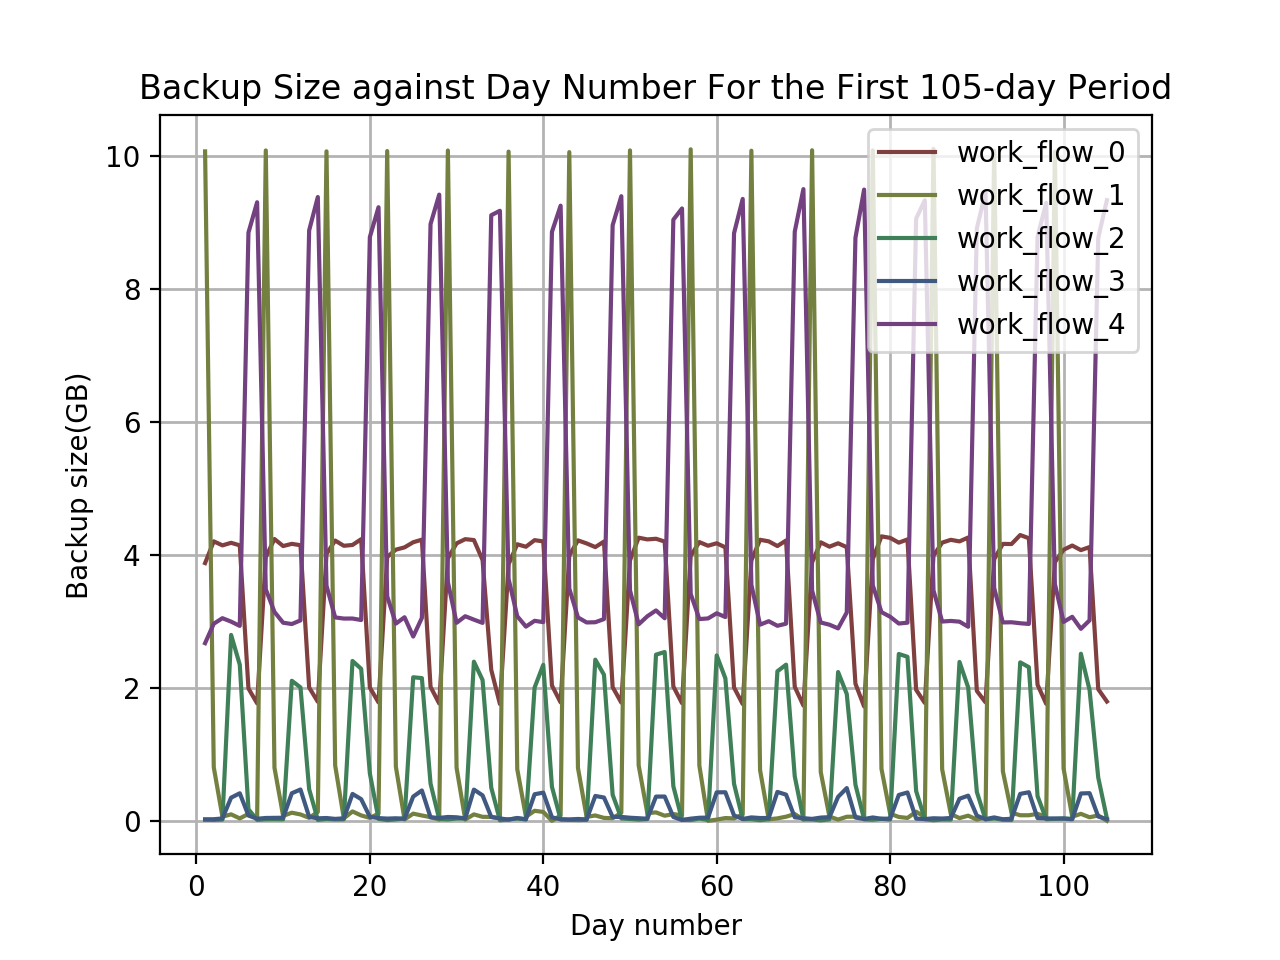 Backup Size against Day Number For the First 105-day Period
10
8
6
4
2
0
Backup size(GB)
work_flow_0
work_flow_1
work_flow_2
work_flow_3
work_flow_4
0 20 40 60 80 100
Day number